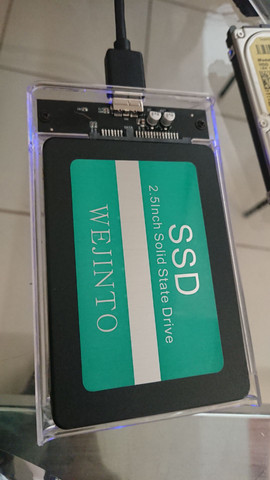 SSD
2.5Inch Solid State Drive
WEJINTO